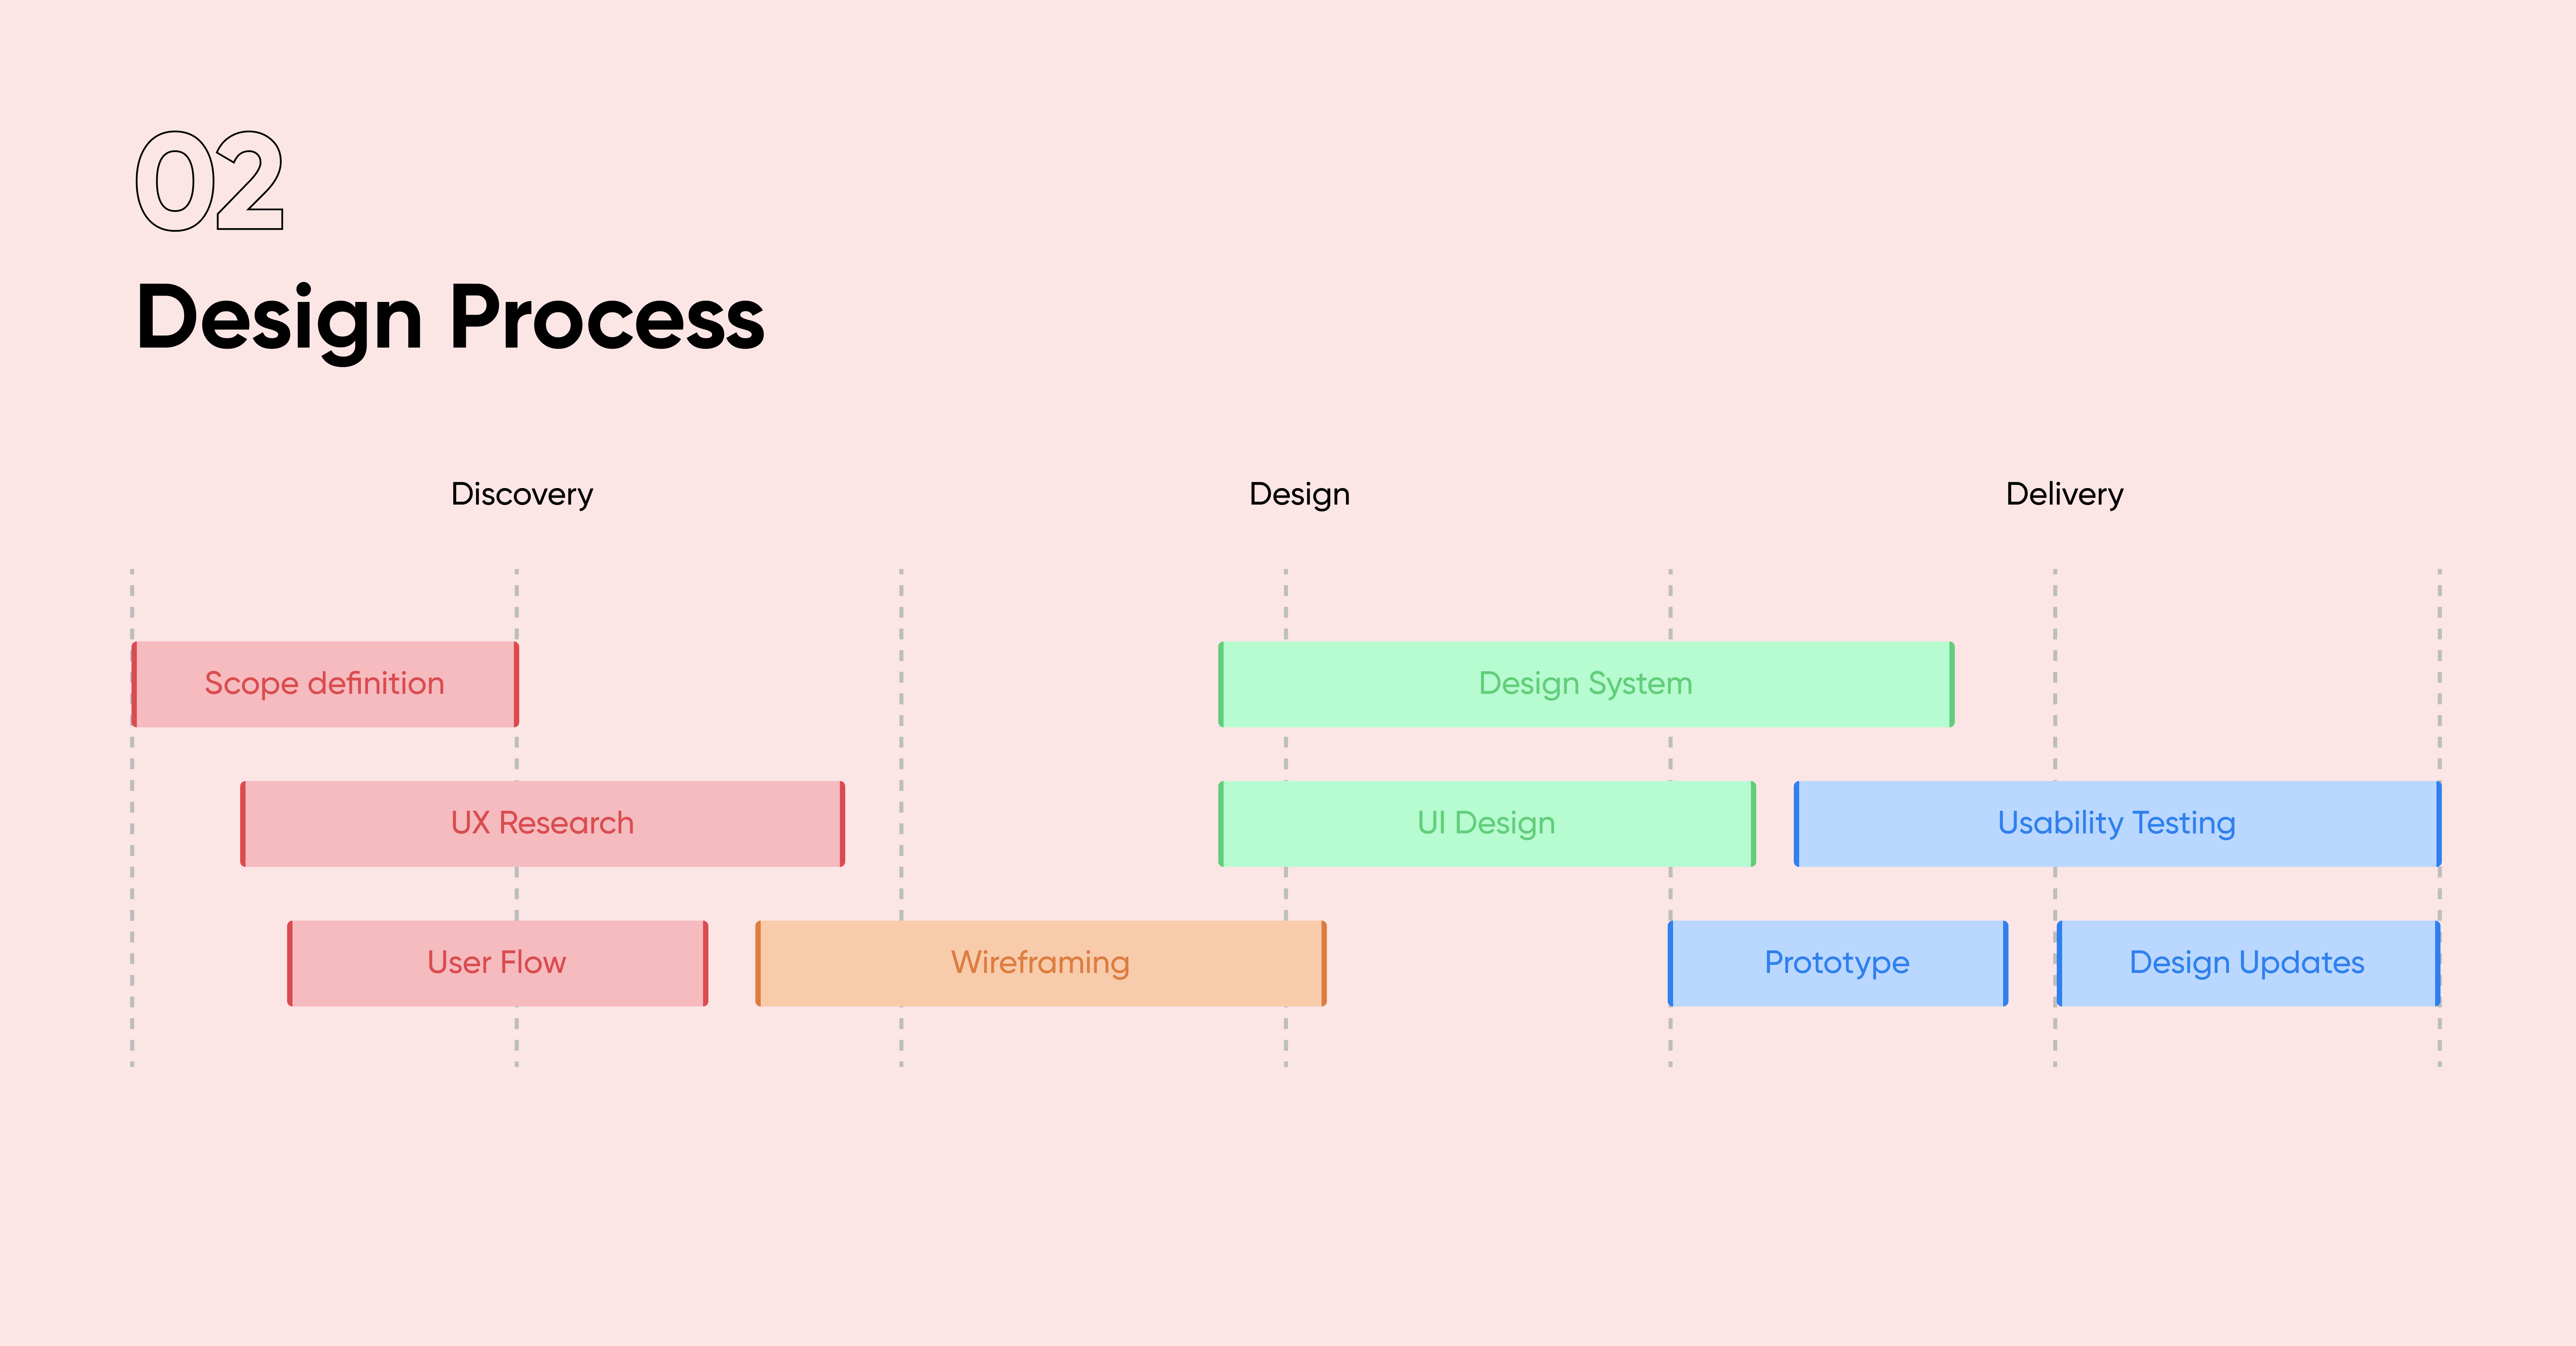 02
Design Process
Discovery
Design
Delivery
Scope definition
Design System
UX Research
UI Design
Usability Testing
User Flow
Wireframing
Prototype
Design Updates